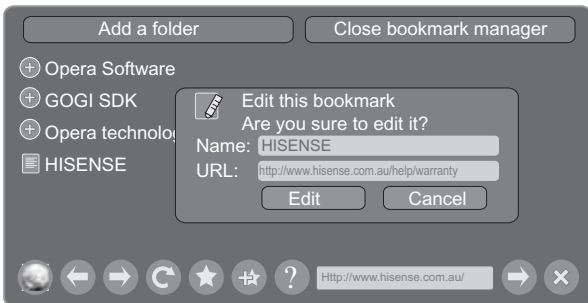 Add a folder
Close bookmark manager
Opera Software
GOGI SDK
Opera technolo
HISENSE
Edit this bookmark
Are you sure to edit it?
Name: HISENSE
URL: http://www.hisense.com.au/help/warranty
Edit
Cancel
?
Http://www.hisense.com.au/